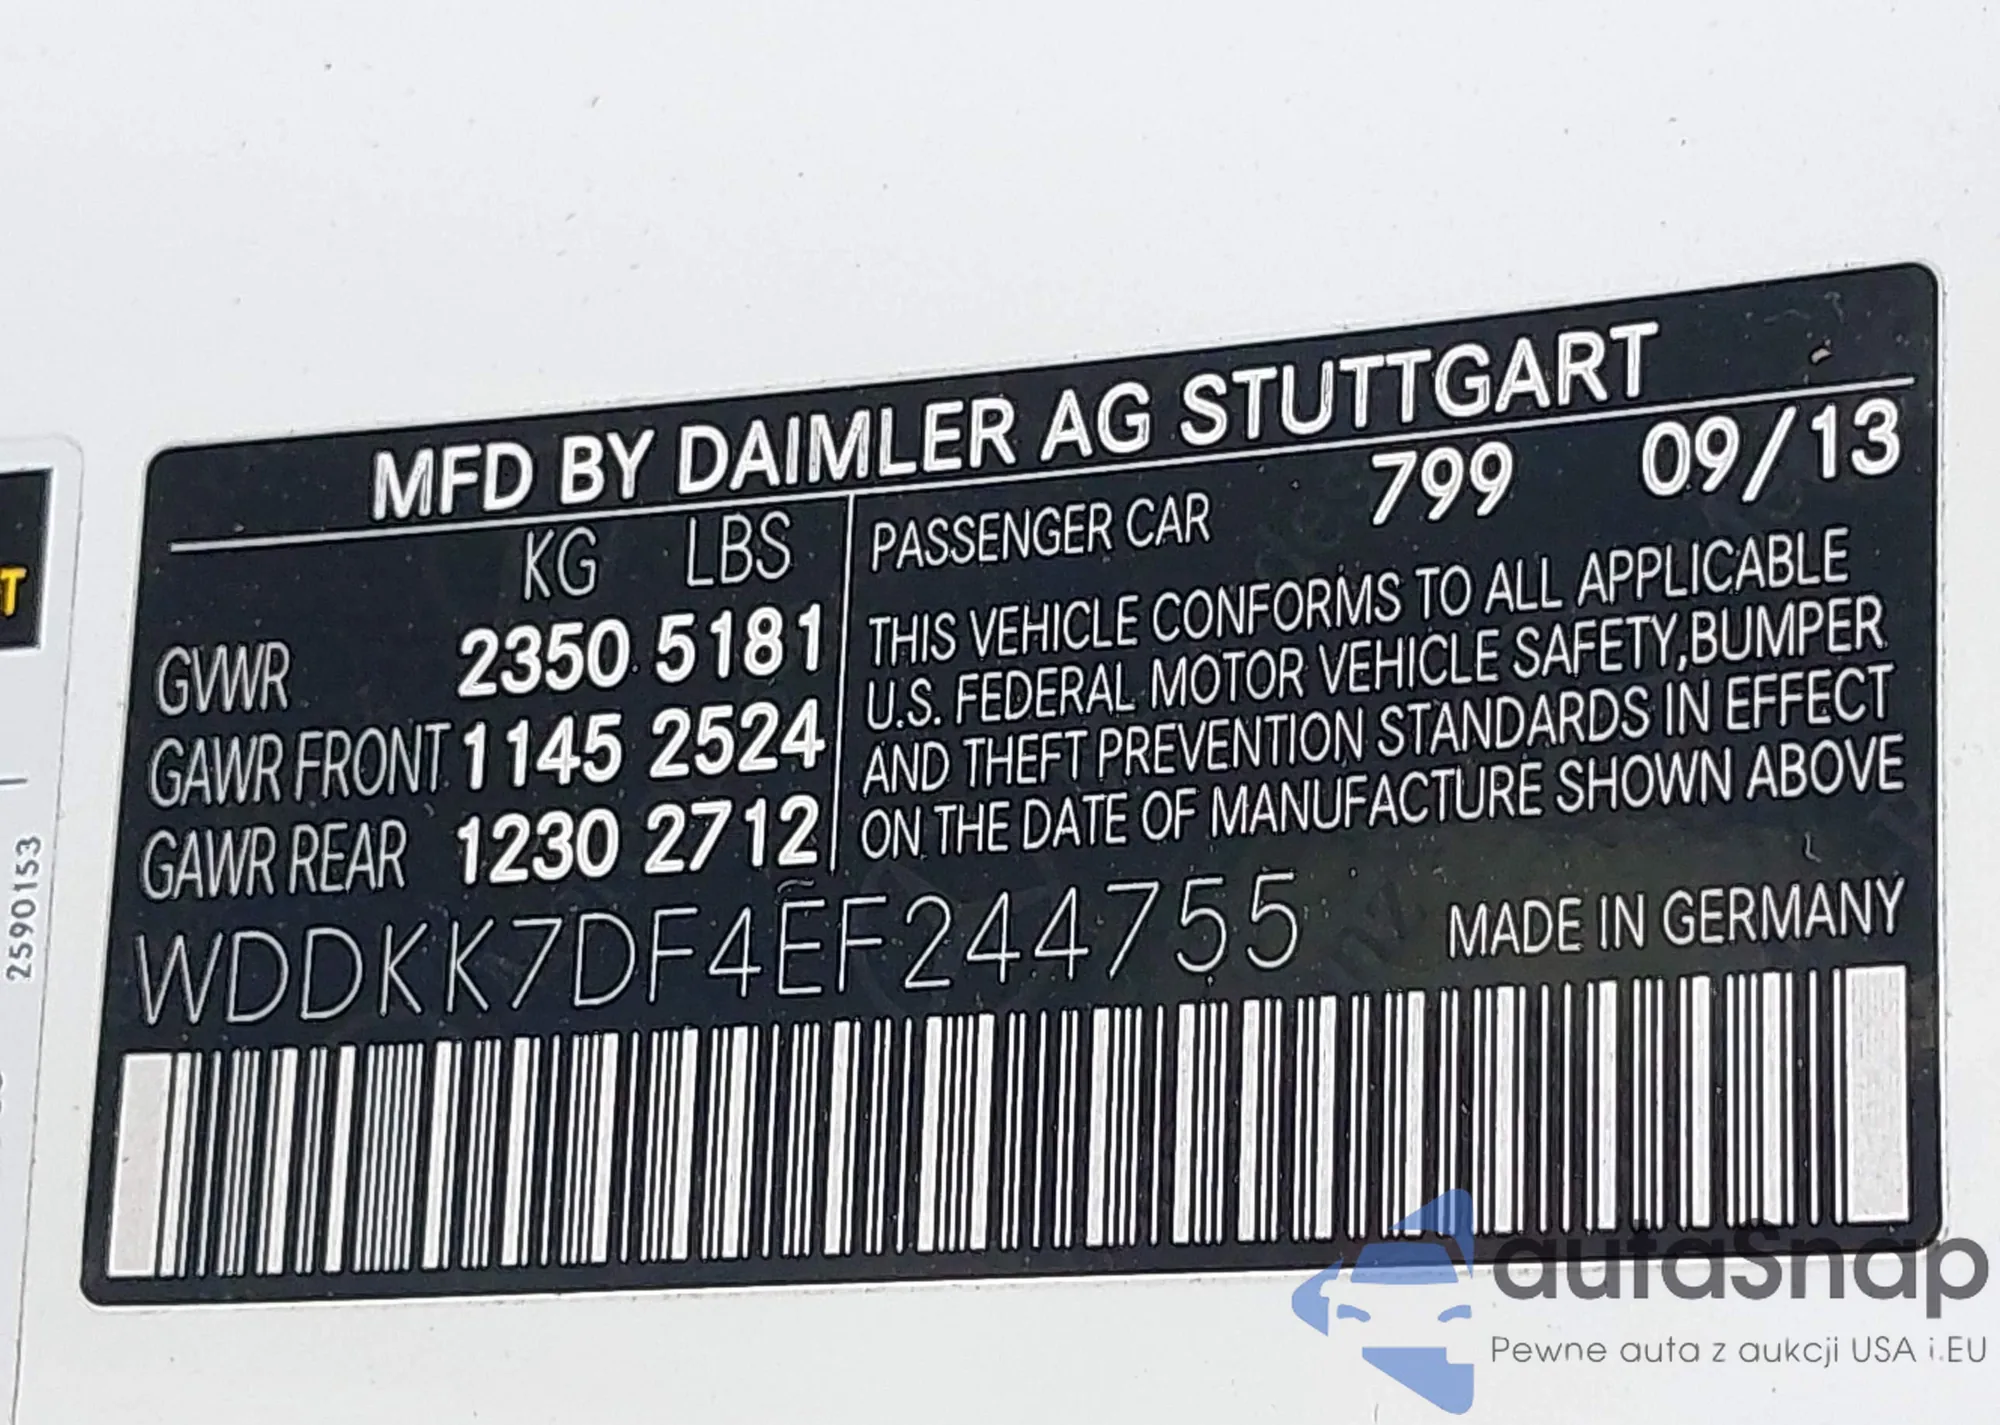 MFD BY DAIMLER AG STUTTGART
KG LBS
GVWR 2350 5181
GAWR FRONT 1145 2524
GAWR REAR 1230 2712
PASSENGER CAR 799 09/13
THIS VEHICLE CONFORMS TO ALL APPLICABLE
U.S. FEDERAL MOTOR VEHICLE SAFETY,BUMPER
AND THEFT PREVENTION STANDARDS IN EFFECT
ON THE DATE OF MANUFACTURE SHOWN ABOVE
WDDKK7DF4EF244755 MADE IN GERMANY
T
2590153
autaSnap
Pewne auta z aukcji USA i EU